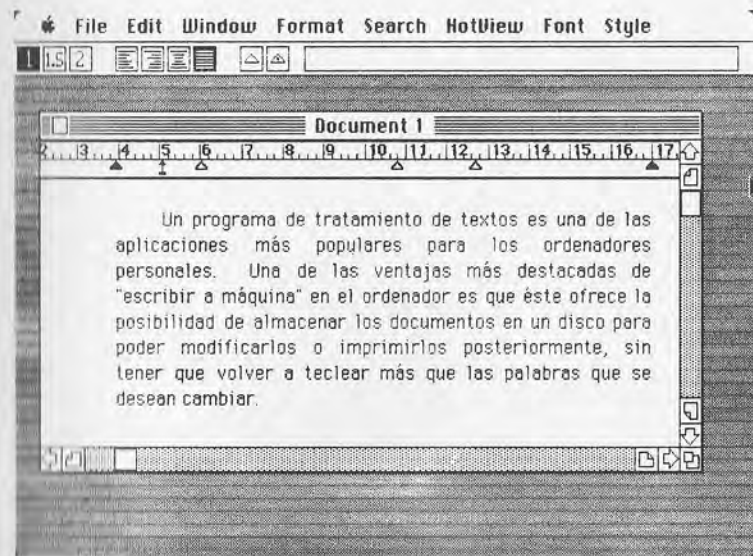 File Edit Window Format Search HotView Font Style
1 1.5 2
Document 1
2 3 4 5 6 7 8 9 10 11 12 13 14 15 16 17
Un programa de tratamiento de textos es una de las
aplicaciones más populares para los ordenadores
personales. Una de las ventajas más destacadas de
"escribir a máquina" en el ordenador es que éste ofrece la
posibilidad de almacenar los documentos en un disco para
poder modificarlos o imprimirlos posteriormente, sin
tener que volver a teclear más que las palabras que se
desean cambiar.